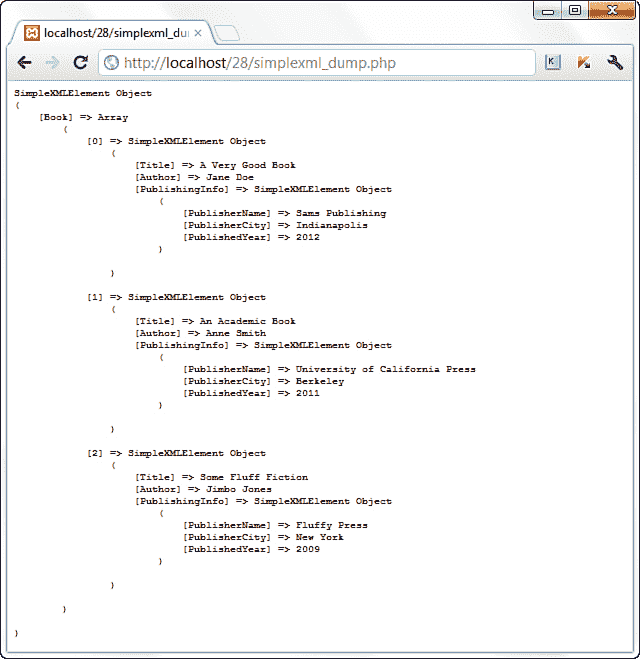 localhost/28/simplexml_du
http://localhost/28/simplexml_dump.php
K
SimpleXMLElement Object
(
    [Book] => Array
        (
            [0] => SimpleXMLElement Object
                (
                    [Title] => A Very Good Book
                    [Author] => Jane Doe
                    [PublishingInfo] => SimpleXMLElement Object
                        (
                            [PublisherName] => Sams Publishing
                            [PublisherCity] => Indianapolis
                            [PublishedYear] => 2012
                        )

                )

            [1] => SimpleXMLElement Object
                (
                    [Title] => An Academic Book
                    [Author] => Anne Smith
                    [PublishingInfo] => SimpleXMLElement Object
                        (
                            [PublisherName] => University of California Press
                            [PublisherCity] => Berkeley
                            [PublishedYear] => 2011
                        )

                )

            [2] => SimpleXMLElement Object
                (
                    [Title] => Some Fluff Fiction
                    [Author] => Jimbo Jones
                    [PublishingInfo] => SimpleXMLElement Object
                        (
                            [PublisherName] => Fluffy Press
                            [PublisherCity] => New York
                            [PublishedYear] => 2009
                        )

                )

        )

)